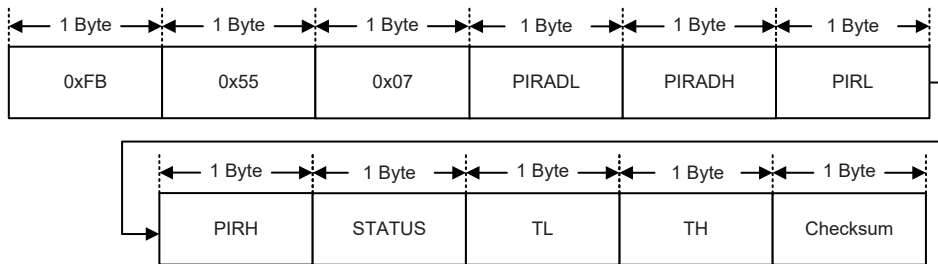 1 Byte 1 Byte 1 Byte 1 Byte 1 Byte 1 Byte
0xFB 0x55 0x07 PIRADL PIRADH PIRL
1 Byte 1 Byte 1 Byte 1 Byte 1 Byte
PIRH STATUS TL TH Checksum